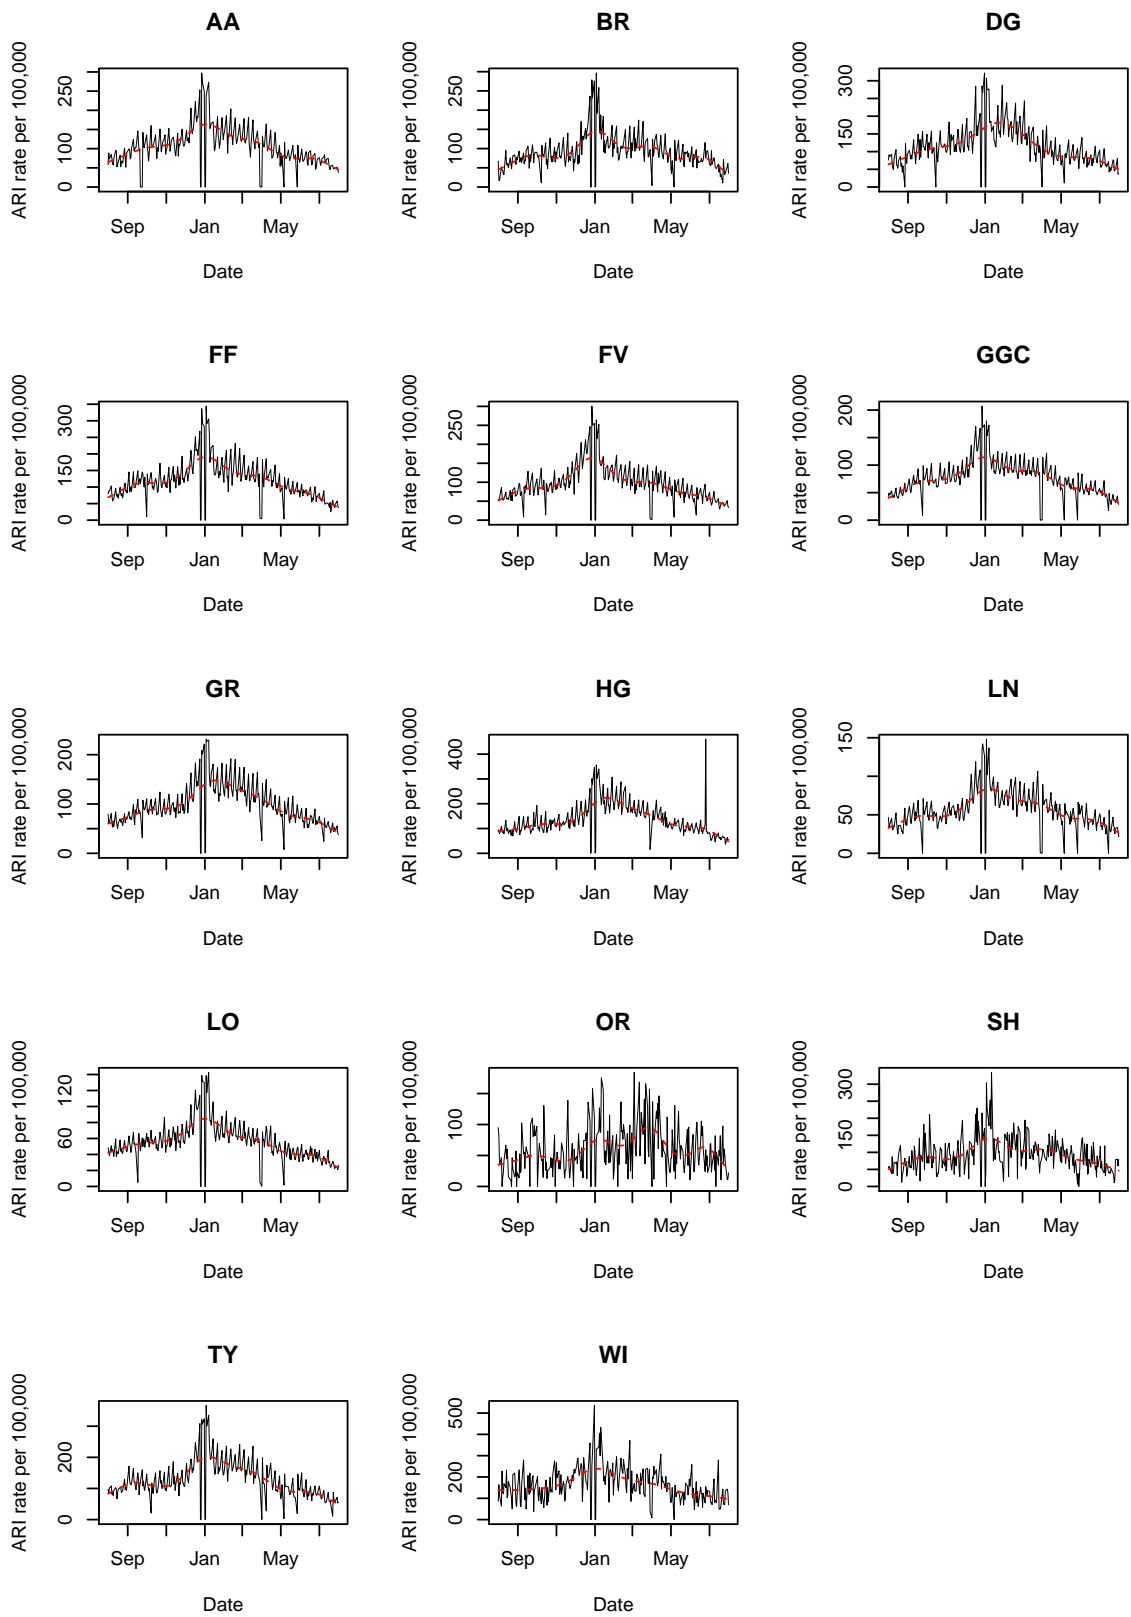 AA
BR
DG
ARI rate per 100,000
0 100 250
Sep Jan May
Date
ARI rate per 100,000
0 100 250
Sep Jan May
Date
ARI rate per 100,000
0 150 300
Sep Jan May
Date
FF
FV
GGC
ARI rate per 100,000
0 150 300
Sep Jan May
Date
ARI rate per 100,000
0 100 250
Sep Jan May
Date
ARI rate per 100,000
0 100 200
Sep Jan May
Date
GR
HG
LN
ARI rate per 100,000
0 100 200
Sep Jan May
Date
ARI rate per 100,000
0 200 400
Sep Jan May
Date
ARI rate per 100,000
0 50 150
Sep Jan May
Date
LO
OR
SH
ARI rate per 100,000
0 60 120
Sep Jan May
Date
ARI rate per 100,000
0 100
Sep Jan May
Date
ARI rate per 100,000
0 150 300
Sep Jan May
Date
TY
WI
ARI rate per 100,000
0 200
Sep Jan May
Date
ARI rate per 100,000
0 200 500
Sep Jan May
Date